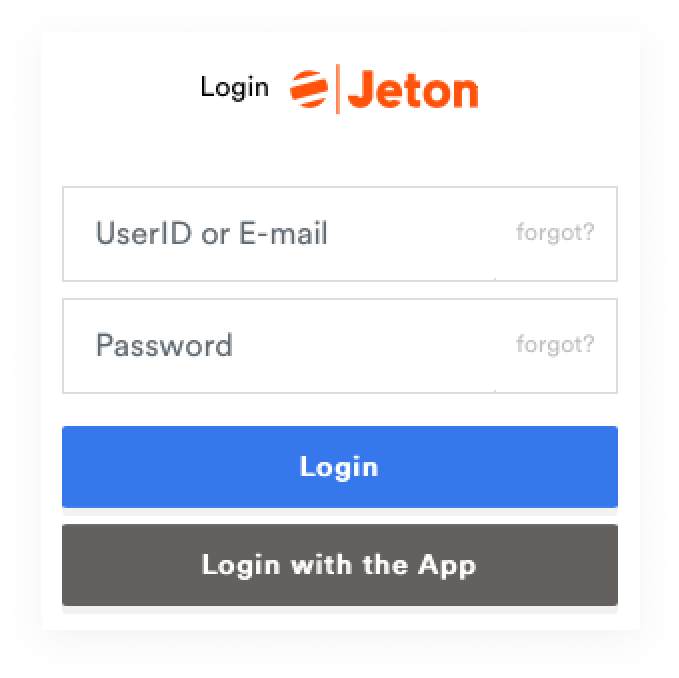 Login Jeton
UserID or E-mail forgot?
Password forgot?
Login
Login with the App